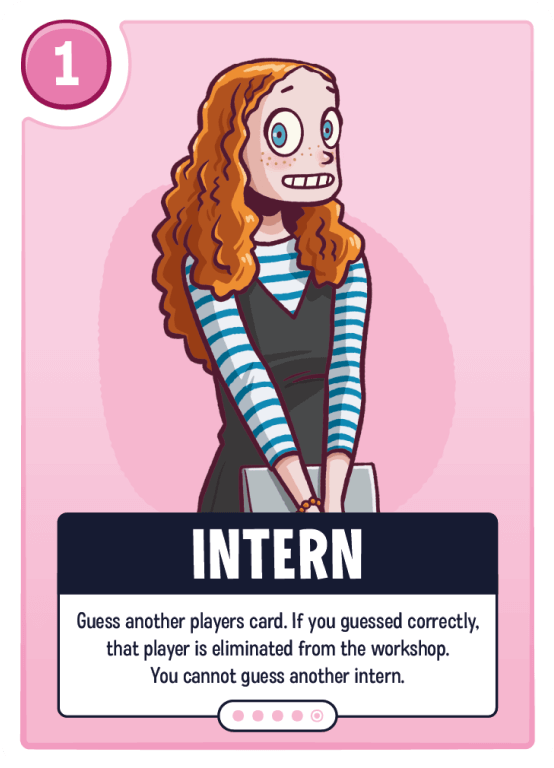 1
INTERN
Guess another players card. If you guessed correctly,
that player is eliminated from the workshop.
You cannot guess another intern.